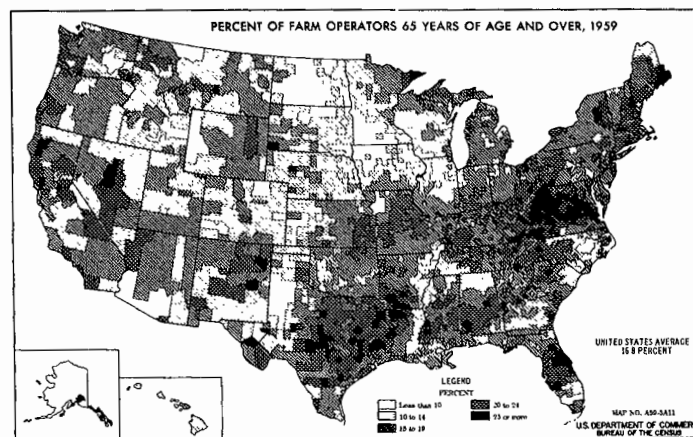 PERCENT OF FARM OPERATORS 65 YEARS OF AGE AND OVER, 1959
UNITED STATES AVERAGE
16.8 PERCENT
LEGEND
PERCENT
Less than 10
10 to 14
15 to 19
20 to 24
25 or more
MAP NO. A59-5A11
U.S. DEPARTMENT OF COMMERC
BUREAU OF THE CENSUS